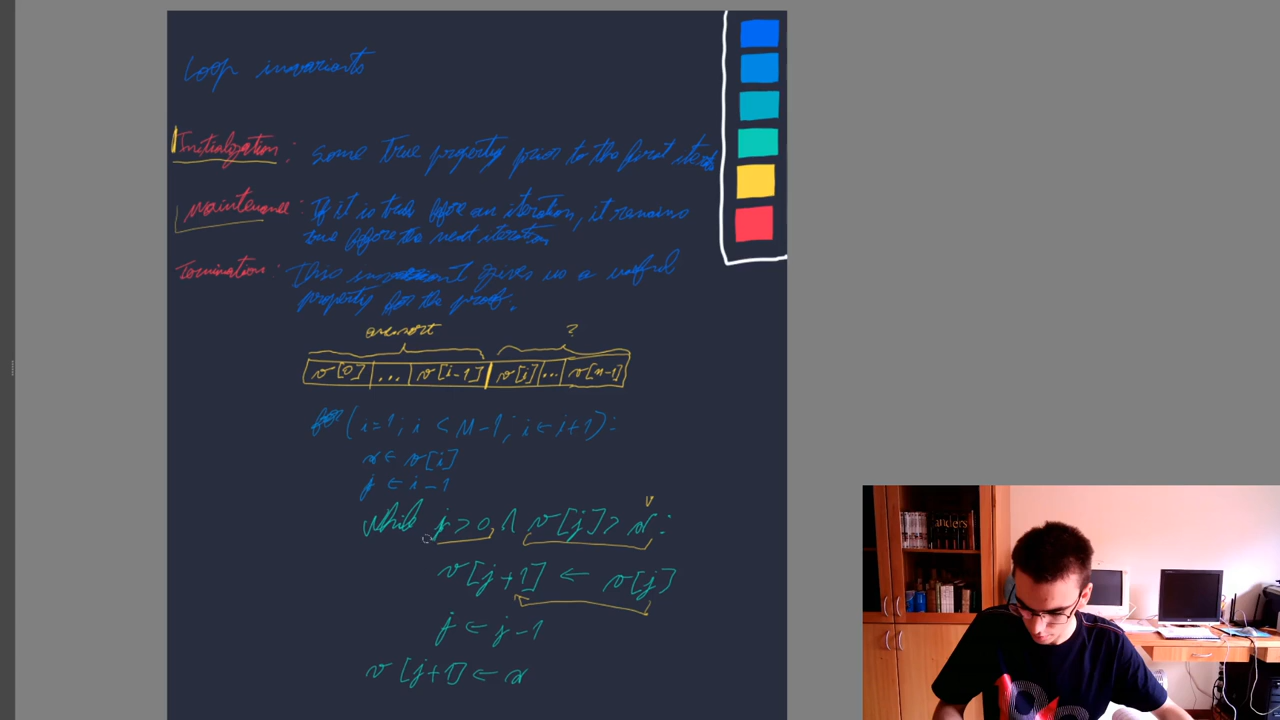 Loop invariants
Initialization: Some true property prior to the first iter
Maintenance: If it is true before an iteration, it remains
true before the next iteration
Termination: This invariant gives us a useful
property for the proof.
?
v[0] ... v[i-1] v[i] ... v[n-1]
for (i=1; i < n-1; i ← i+1):
x ← v[i]
j ← i-1
while j > 0 ∧ v[j] > x:
v[j+1] ← v[j]
j ← j-1
v[j+1] ← x
anders